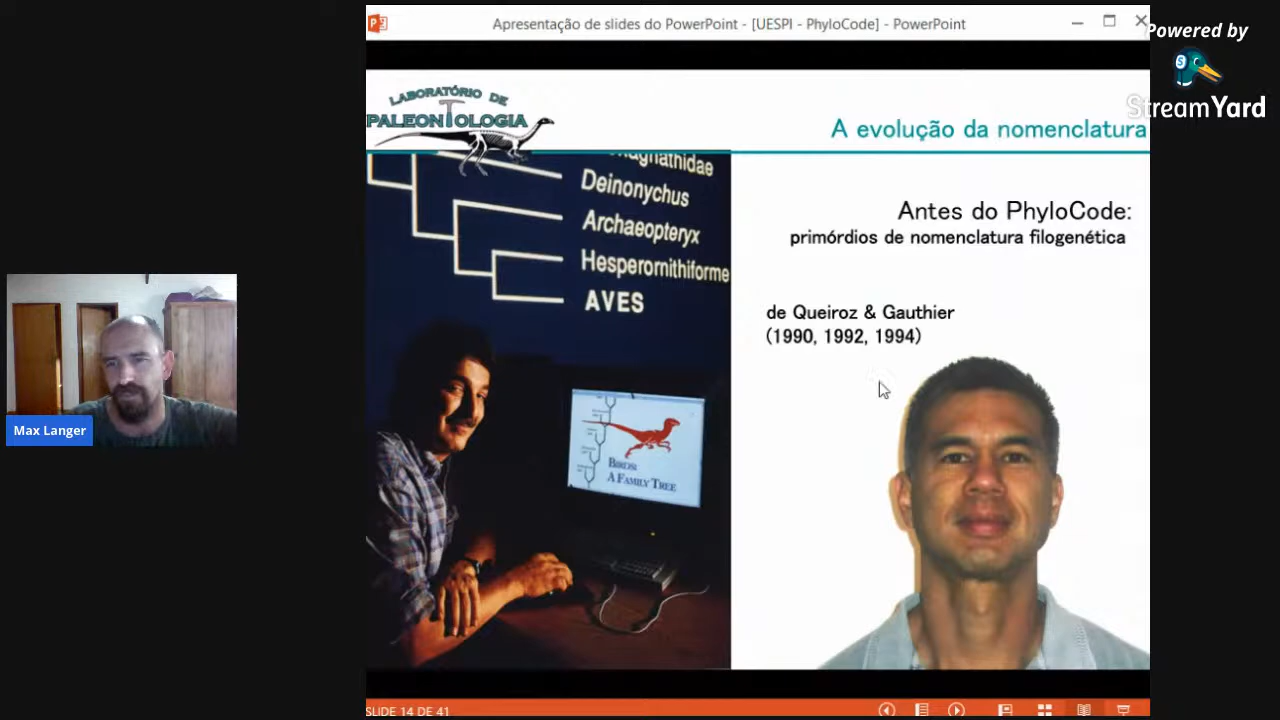 Apresentação de slides do PowerPoint - [UESPI - PhyloCode] - PowerPoint
Powered by
StreamYard
LABORATÓRIO DE
PALEONTOLOGIA
A evolução da nomenclatura
Deinonychus
Archaeopteryx
Hesperornithiforme
AVES
Antes do PhyloCode:
primórdios de nomenclatura filogenética
de Queiroz & Gauthier
(1990, 1992, 1994)
BIRDS:
A FAMILY TREE
Max Langer
SLIDE 14 DE 41